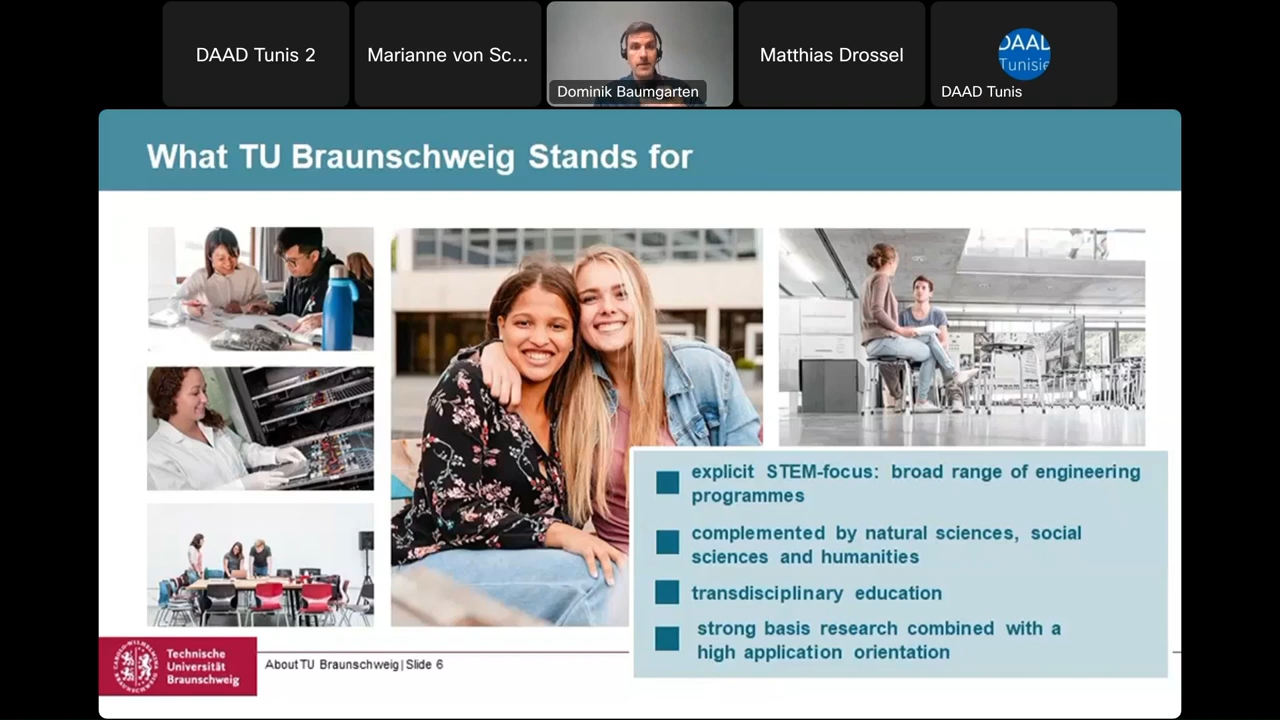 DAAD Tunis 2
Marianne von Sc...
Dominik Baumgarten
Matthias Drossel
DAAD
Tunisie
DAAD Tunis
What TU Braunschweig Stands for
explicit STEM-focus: broad range of engineering
programmes
complemented by natural sciences, social
sciences and humanities
transdisciplinary education
strong basis research combined with a
high application orientation
Technische
Universität
Braunschweig
About TU Braunschweig | Slide 6